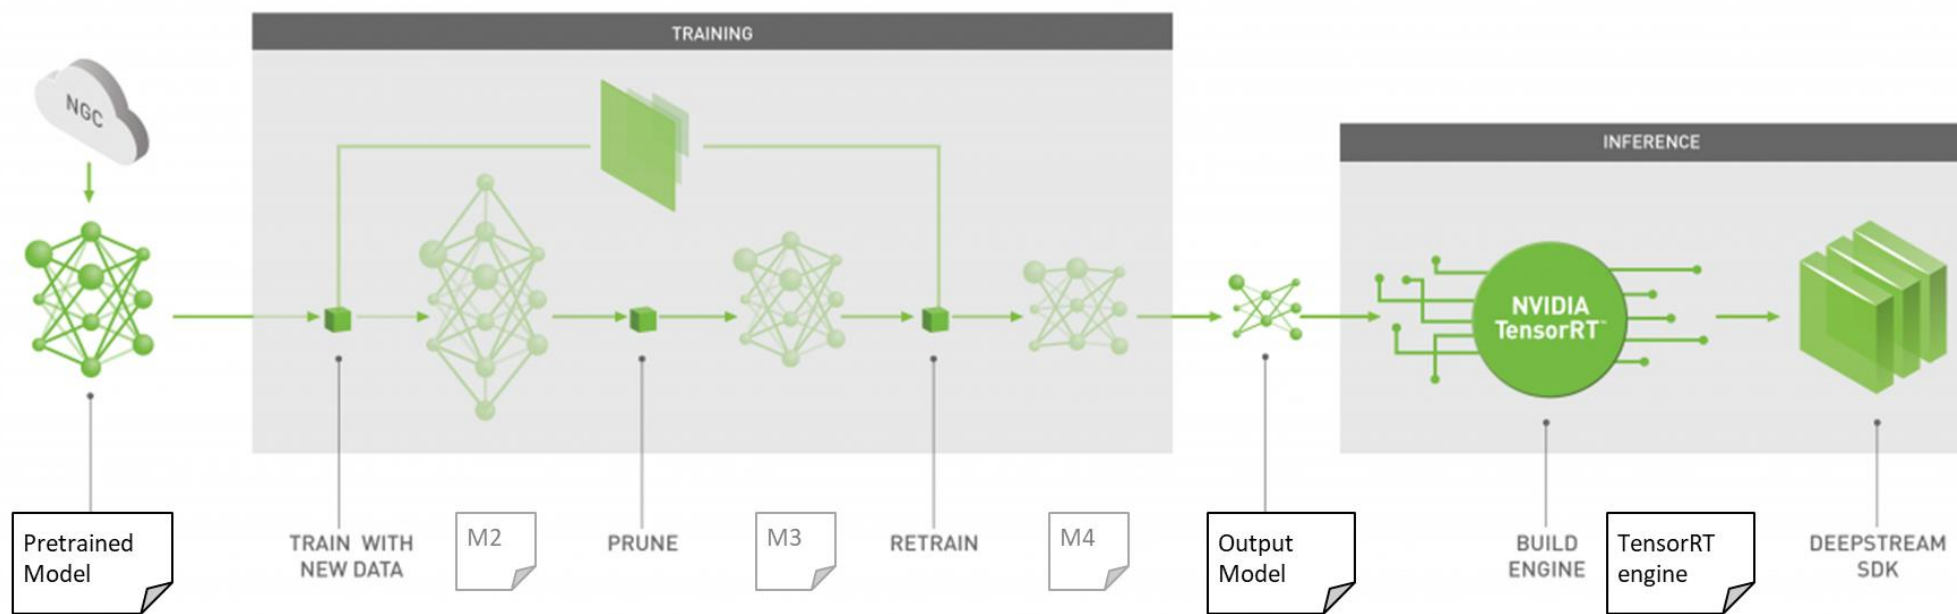 TRAINING
NGC
INFERENCE
NVIDIA
TensorRT™
Pretrained
Model
TRAIN WITH
NEW DATA
M2
PRUNE
M3
RETRAIN
M4
Output
Model
BUILD
ENGINE
TensorRT
engine
DEEPSTREAM
SDK